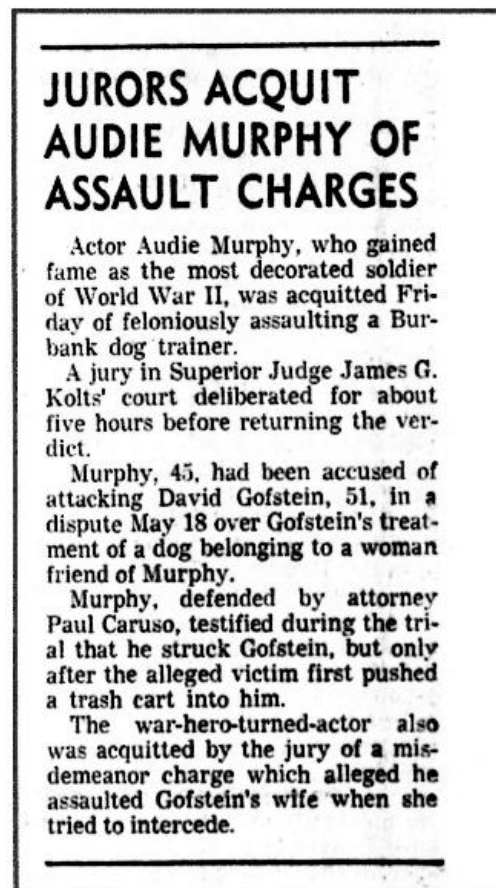 JURORS ACQUIT
AUDIE MURPHY OF
ASSAULT CHARGES
Actor Audie Murphy, who gained
fame as the most decorated soldier
of World War II, was acquitted Fri-
day of feloniously assaulting a Bur-
bank dog trainer.
A jury in Superior Judge James G.
Kolts' court deliberated for about
five hours before returning the ver-
dict.
Murphy, 45, had been accused of
attacking David Gofstein, 51, in a
dispute May 18 over Gofstein's treat-
ment of a dog belonging to a woman
friend of Murphy.
Murphy, defended by attorney
Paul Caruso, testified during the tri-
al that he struck Gofstein, but only
after the alleged victim first pushed
a trash cart into him.
The war-hero-turned-actor also
was acquitted by the jury of a mis-
demeanor charge which alleged he
assaulted Gofstein's wife when she
tried to intercede.